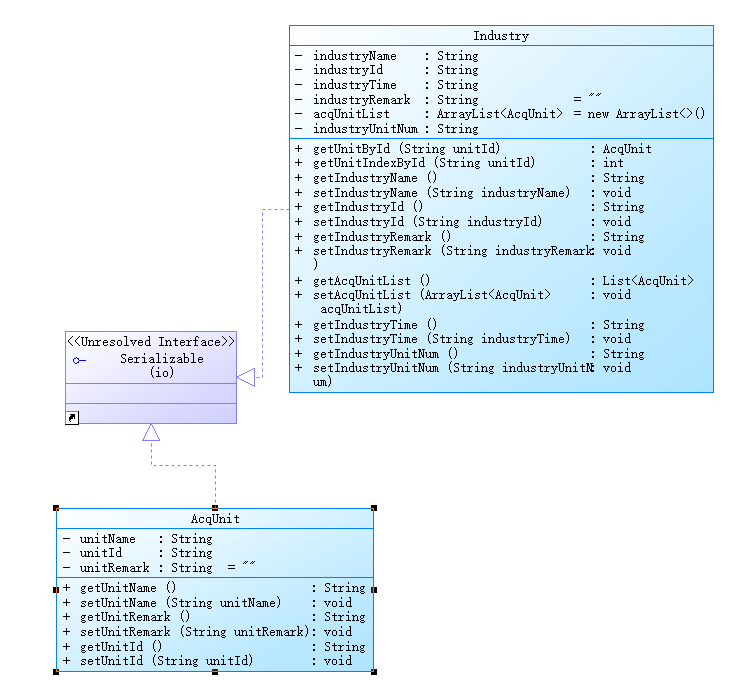 Industry
- industryName : String
- industryId : String
- industryTime : String
- industryRemark : String = ""
- acqUnitList : ArrayList<AcqUnit> = new ArrayList<>()
- industryUnitNum : String
+ getUnitById (String unitId) : AcqUnit
+ getUnitIndexById (String unitId) : int
+ getIndustryName () : String
+ setIndustryName (String industryName) : void
+ getIndustryId () : String
+ setIndustryId (String industryId) : void
+ getIndustryRemark () : String
+ setIndustryRemark (String industryRemark : void
)
+ getAcqUnitList () : List<AcqUnit>
+ setAcqUnitList (ArrayList<AcqUnit> : void
acqUnitList)
+ getIndustryTime () : String
+ setIndustryTime (String industryTime) : void
+ getIndustryUnitNum () : String
+ setIndustryUnitNum (String industryUnitN : void
um)
<<Unresolved Interface>>
Serializable
(io)
AcqUnit
- unitName : String
- unitId : String
- unitRemark : String = ""
+ getUnitName () : String
+ setUnitName (String unitName) : void
+ getUnitRemark () : String
+ setUnitRemark (String unitRemark) : void
+ getUnitId () : String
+ setUnitId (String unitId) : void